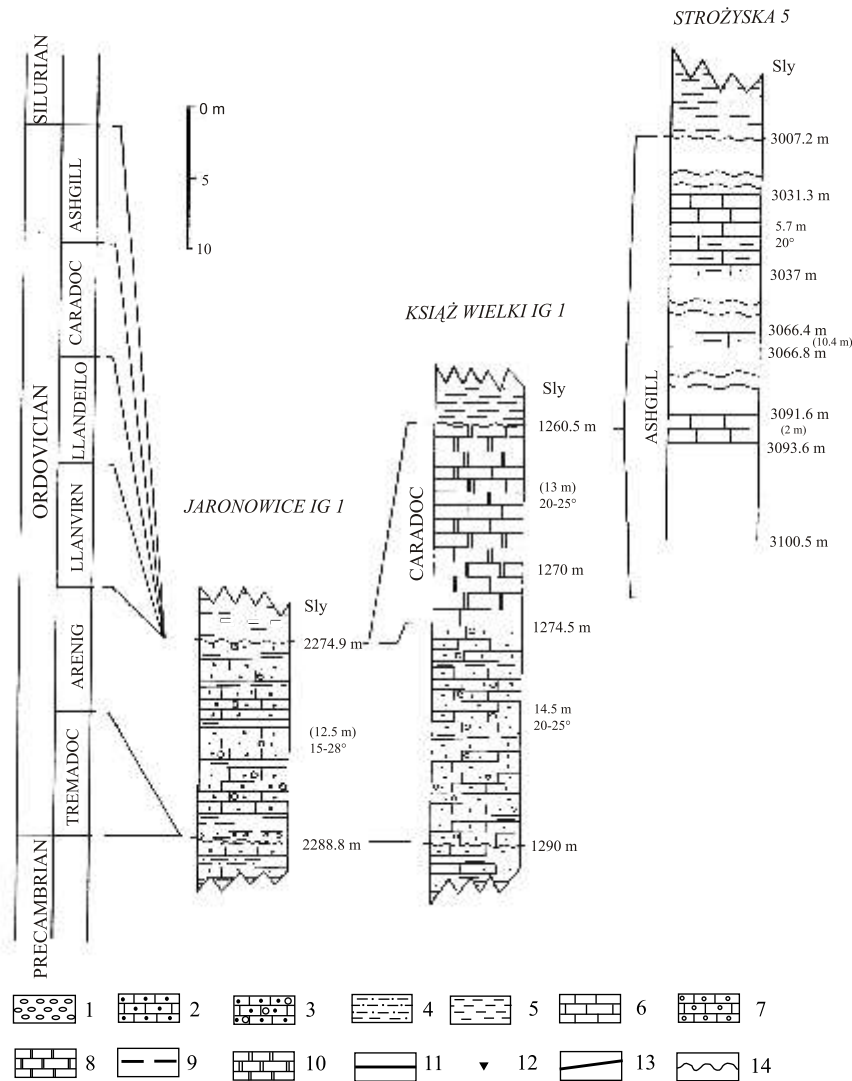 STROŻYSKA 5
Sly
3007.2 m
3031.3 m
5.7 m
20°
3037 m
3066.4 m
(10.4 m)
3066.8 m
3091.6 m
(2 m)
3093.6 m
3100.5 m
ASHGILL
KSIĄŻ WIELKI IG 1
Sly
1260.5 m
(13 m)
20-25°
1270 m
1274.5 m
14.5 m
20-25°
1290 m
CARADOC
JARONOWICE IG 1
Sly
2274.9 m
(12.5 m)
15-28°
2288.8 m
0 m
5
10
SILURIAN
ORDOVICIAN
PRECAMBRIAN
ASHGILL
CARADOC
LLANDEILO
LLANVIRN
ARENIG
TREMADOC
1 2 3 4 5 6 7
8 9 10 11 12 13 14